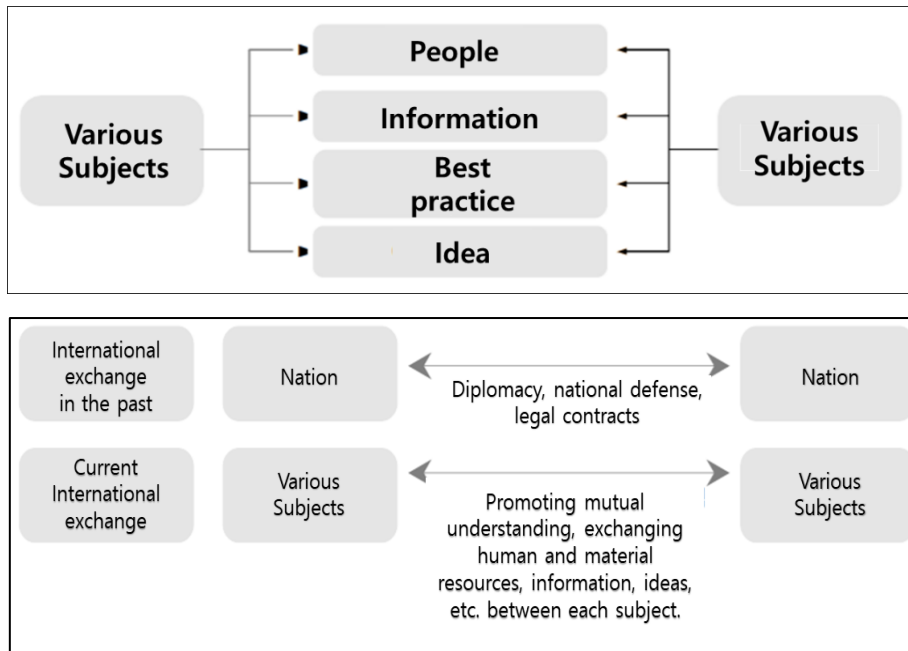 Various
Subjects
People
Information
Best
practice
Idea
Various
Subjects
International
exchange
in the past
Nation
Diplomacy, national defense,
legal contracts
Nation
Current
International
exchange
Various
Subjects
Promoting mutual
understanding, exchanging
human and material
resources, information, ideas,
etc. between each subject.
Various
Subjects